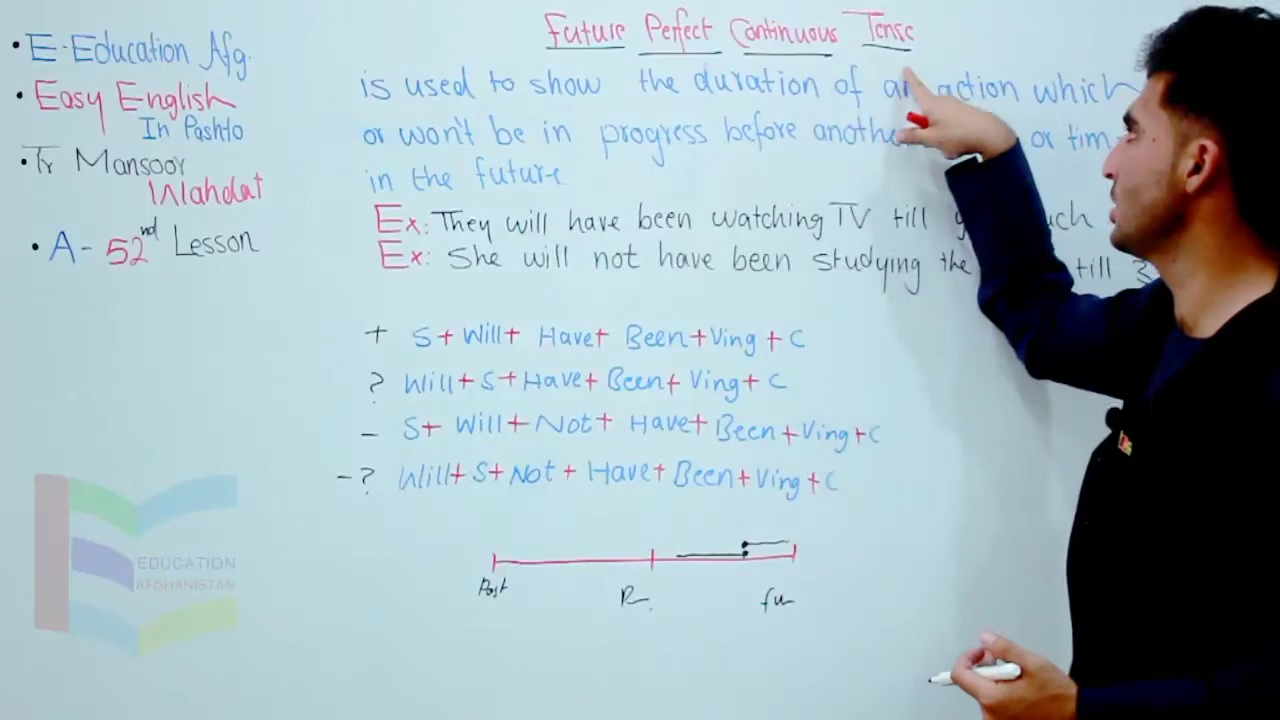 • E-Education Afg.
• Easy English
In Pashto
• Tr Mansoor
Wahdat
• A- 52nd Lesson
Future Perfect Continuous Tense
is used to show the duration of an action which
or won't be in progress before another or tim
in the future
Ex: They will have been watching TV till
Ex: She will not have been studying the till 3
+ S+ Will+ Have+ Been+Ving+C
? Will+S+Have+Been+Ving+C
- S+ Will+Not+ Have+Been+Ving+C
-? Will+S+Not+Have+Been+Ving+C
Past
fu
EDUCATION
AFGHANISTAN